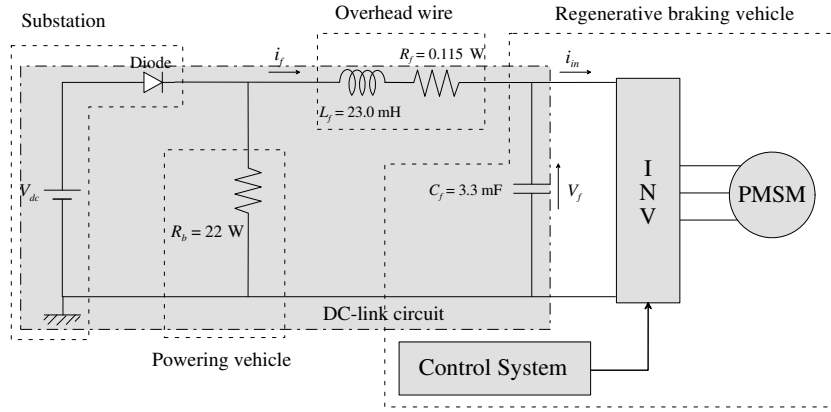 Substation
Overhead wire
Regenerative braking vehicle
Diode
i_f
R_f = 0.115 W
i_in
L_f = 23.0 mH
V_dc
R_b = 22 W
C_f = 3.3 mF
V_f
I
N
V
PMSM
DC-link circuit
Powering vehicle
Control System